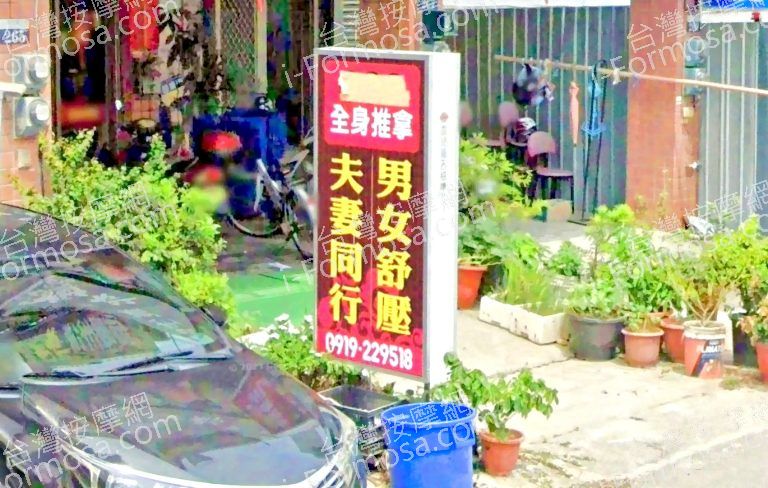 265
全身推拿
男女舒壓
夫妻同行
0919-229518
台灣按摩網
i-Formosa.com